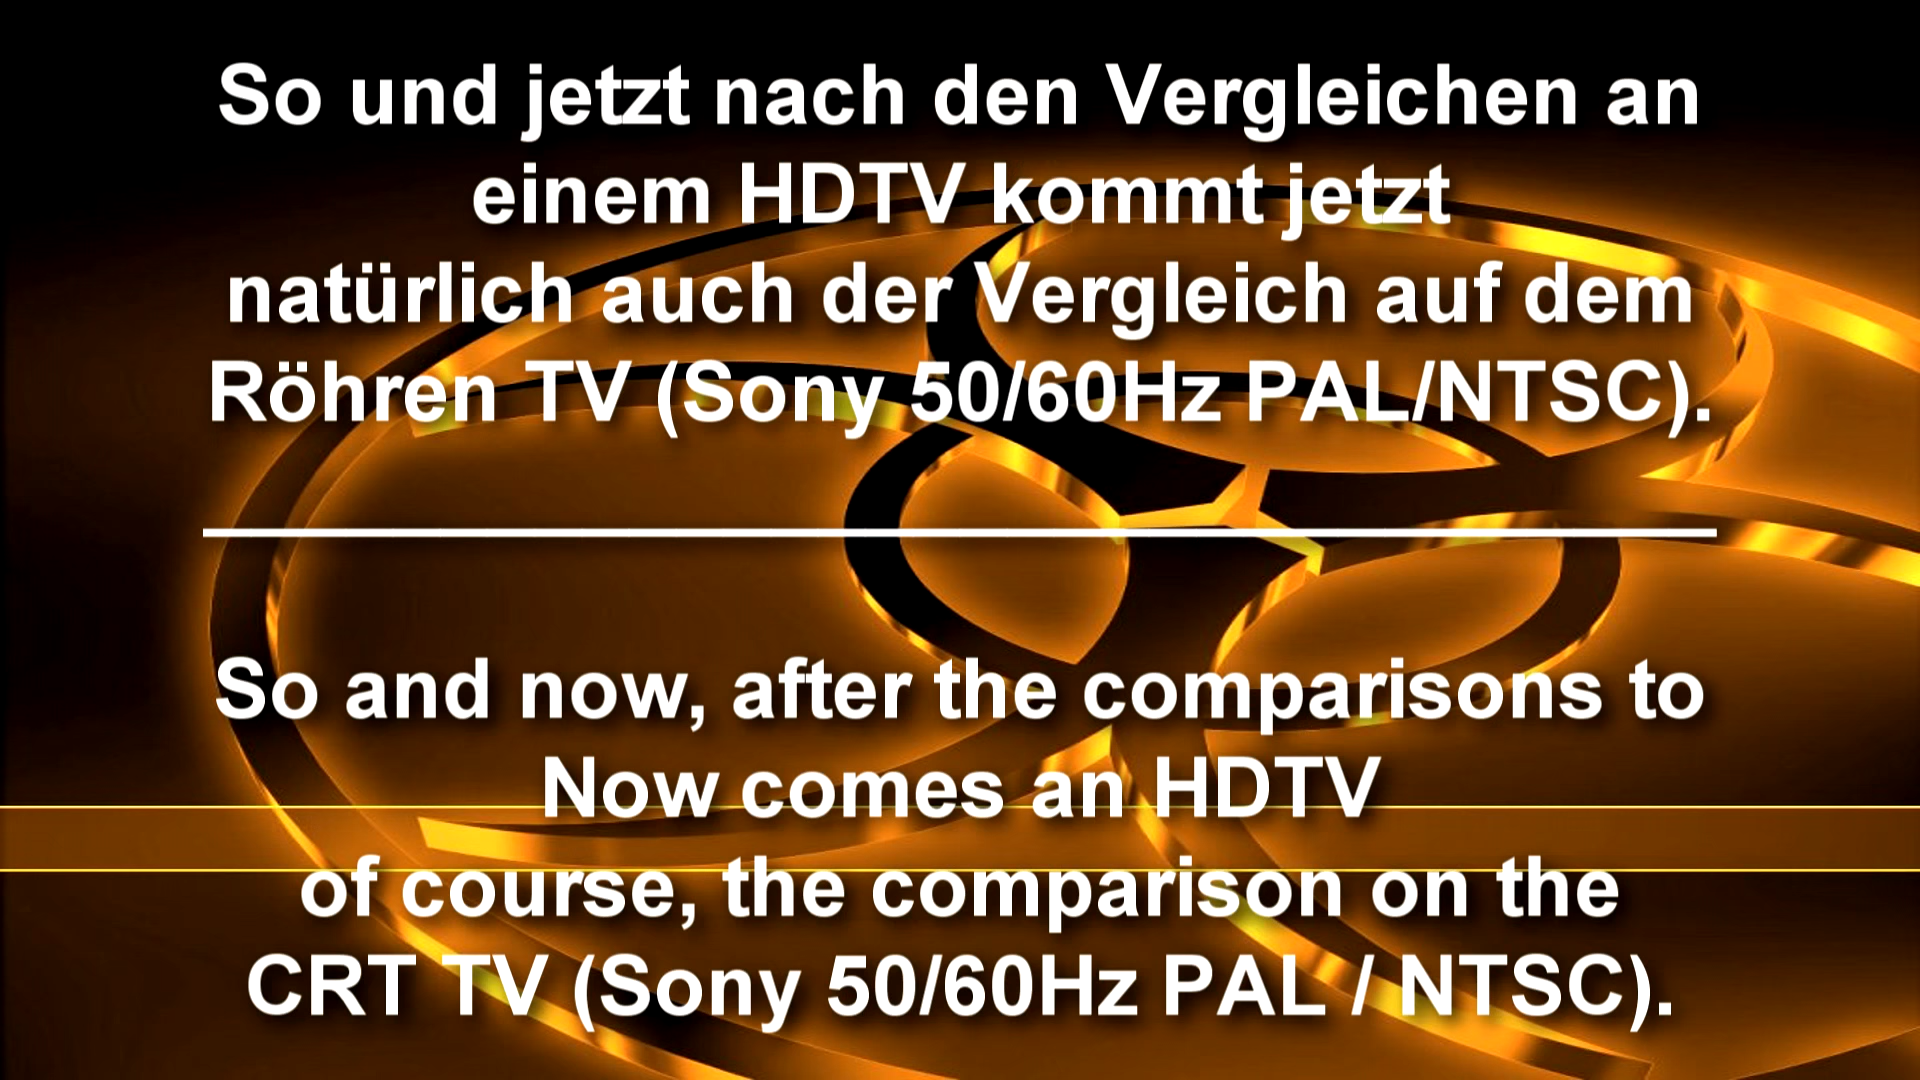 So und jetzt nach den Vergleichen an
einem HDTV kommt jetzt
natürlich auch der Vergleich auf dem
Röhren TV (Sony 50/60Hz PAL/NTSC).
So and now, after the comparisons to
Now comes an HDTV
of course, the comparison on the
CRT TV (Sony 50/60Hz PAL / NTSC).